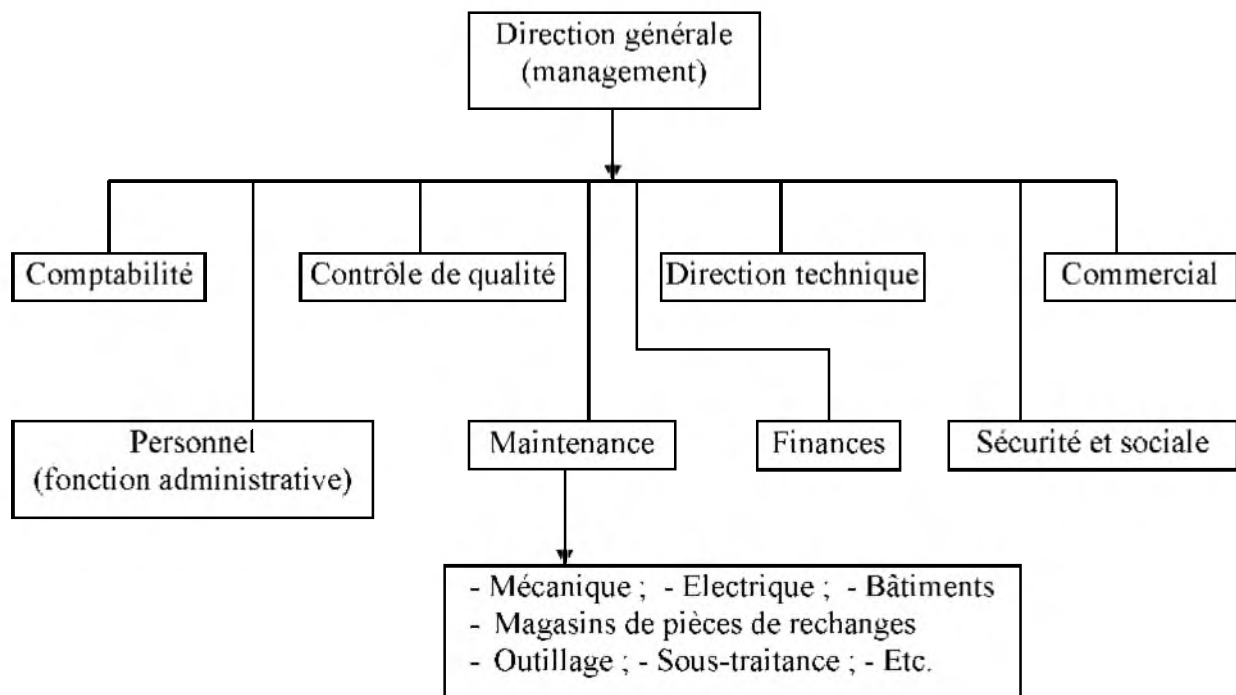 Direction générale
(management)
Comptabilité
Contrôle de qualité
Direction technique
Commercial
Personnel
(fonction administrative)
Maintenance
Finances
Sécurité et sociale
- Mécanique ; - Electrique ; - Bâtiments
- Magasins de pièces de rechanges
- Outillage ; - Sous-traitance ; - Etc.